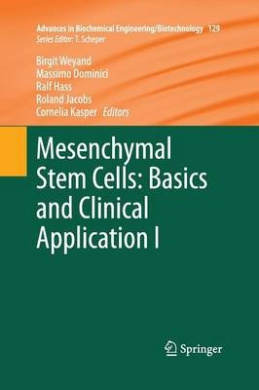 Advances in Biochemical Engineering/Biotechnology 129
Series Editor: T. Scheper
Birgit Weyand
Massimo Dominici
Ralf Hass
Roland Jacobs
Cornelia Kasper Editors
Mesenchymal
Stem Cells: Basics
and Clinical
Application I
Springer